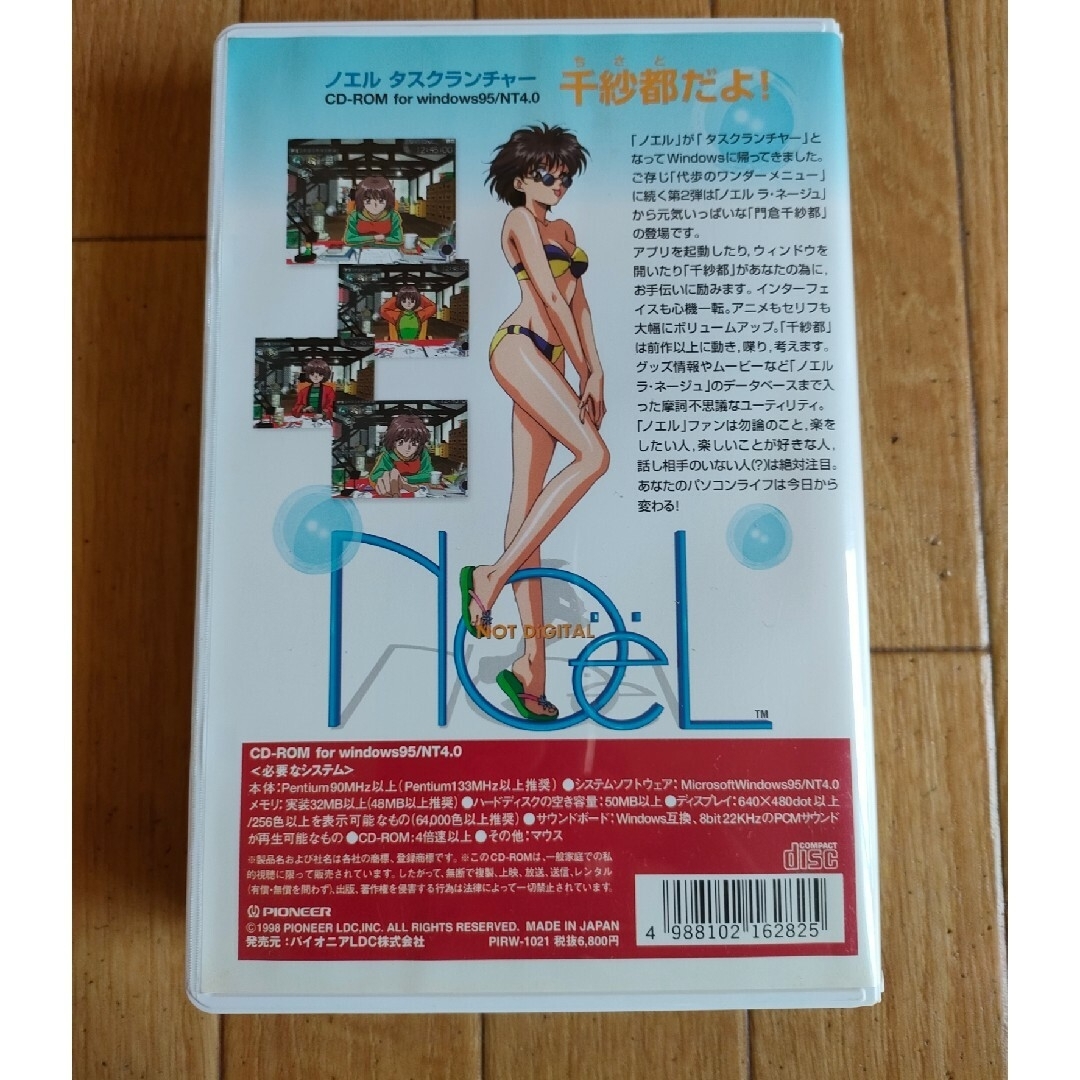 ノエル タスクランチャー
CD-ROM for windows95/NT4.0
ちさと
千紗都だよ!
「ノエル」が「タスクランチャー」と
なってWindowsに帰ってきました。
ご存じ「代歩のワンダーメニュー」
に続く第2弾は「ノエル ラ・ネージュ」
から元気いっぱいな「門倉千紗都」
の登場です。
アプリを起動したり,ウィンドウを
開いたり「千紗都」があなたの為に,
お手伝いに励みます。インターフェ
イスも心機一転。アニメもセリフも
大幅にボリュームアップ。「千紗都」
は前作以上に動き,喋り,考えます。
グッズ情報やムービーなど「ノエル
ラ・ネージュ」のデータベースまで入
った摩訶不思議なユーティリティ。
「ノエル」ファンは勿論のこと,楽を
したい人,楽しいことが好きな人,
話し相手のいない人(?)は絶対注目。
あなたのパソコンライフは今日から
変わる!
12:45:00
NOëL
NOT DiGITAL
TM
CD-ROM for windows95/NT4.0
<必要なシステム>
本体:Pentium90MHz以上(Pentium133MHz以上推奨) ●システムソフトウェア: MicrosoftWindows95/NT4.0
メモリ:実装32MB以上(48MB以上推奨) ●ハードディスクの空き容量:50MB以上 ●ディスプレイ:640×480dot以上
/256色以上を表示可能なもの(64,000色以上推奨) ●サウンドボード:Windows互換、8bit22KHzのPCMサウンド
が再生可能なもの ●CD-ROM:4倍速以上 ●その他:マウス
※製品名および社名は各社の商標、登録商標です。※このCD-ROMは、一般家庭での私
的視聴に限って販売されています。したがって、無断で複製、上映、放送、送信、レンタル
(有償・無償を問わず)、出版、著作権を侵害する行為は法律によって一切禁止されています。
COMPACT
disc
PIONEER
©1998 PIONEER LDC,INC. ALL RIGHTS RESERVED. MADE IN JAPAN
発売元:パイオニアLDC株式会社 PIRW-1021 税抜6,800円
4 988102 162825